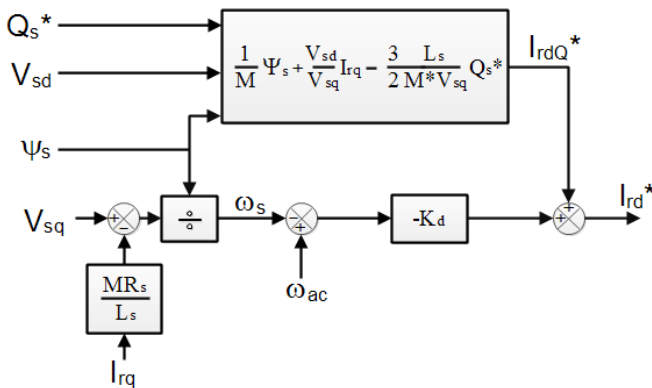 Qs*
Vsd
ψs
Vsq
1/M Ψs + Vsd/Vsq Irq – 3/2 Ls/M*Vsq Qs*
IrdQ*
+
–
÷
ωs
–
+
ωac
-Kd
+
+
Ird*
MRs/Ls
Irq